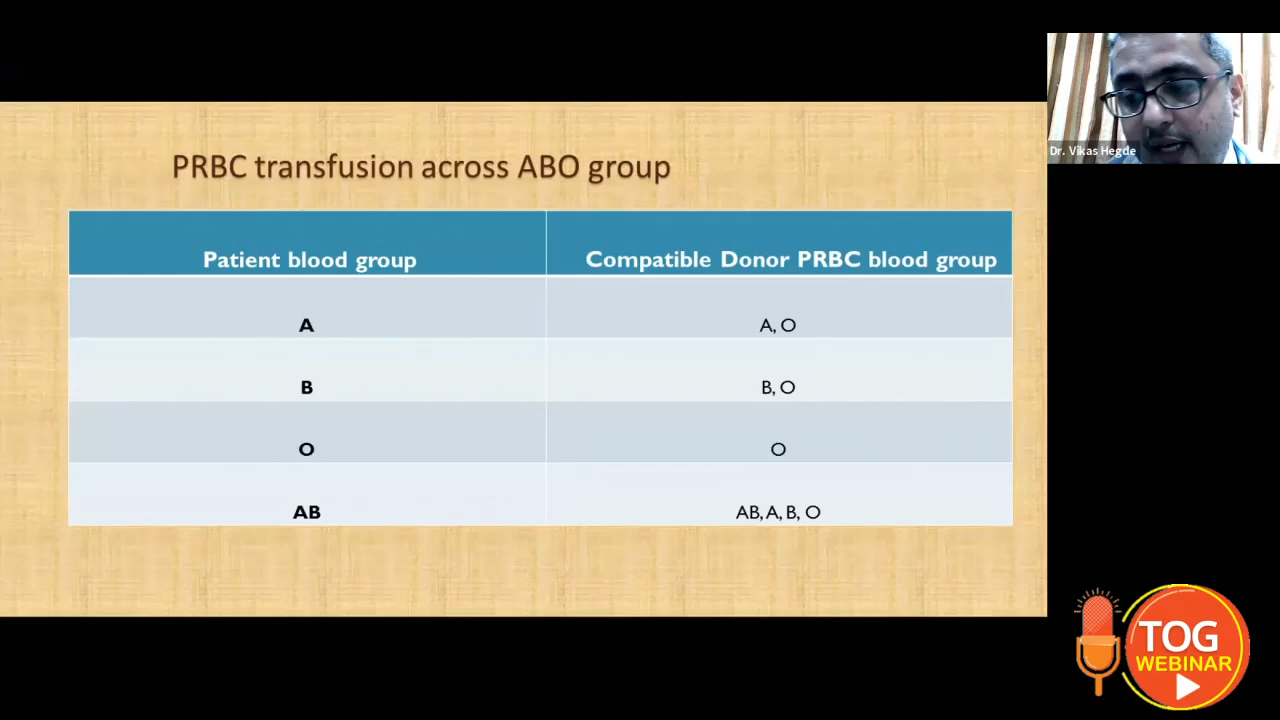 Dr. Vikas Hegde
PRBC transfusion across ABO group
Patient blood group Compatible Donor PRBC blood group
A A, O
B B, O
O O
AB AB, A, B, O
TOG
WEBINAR